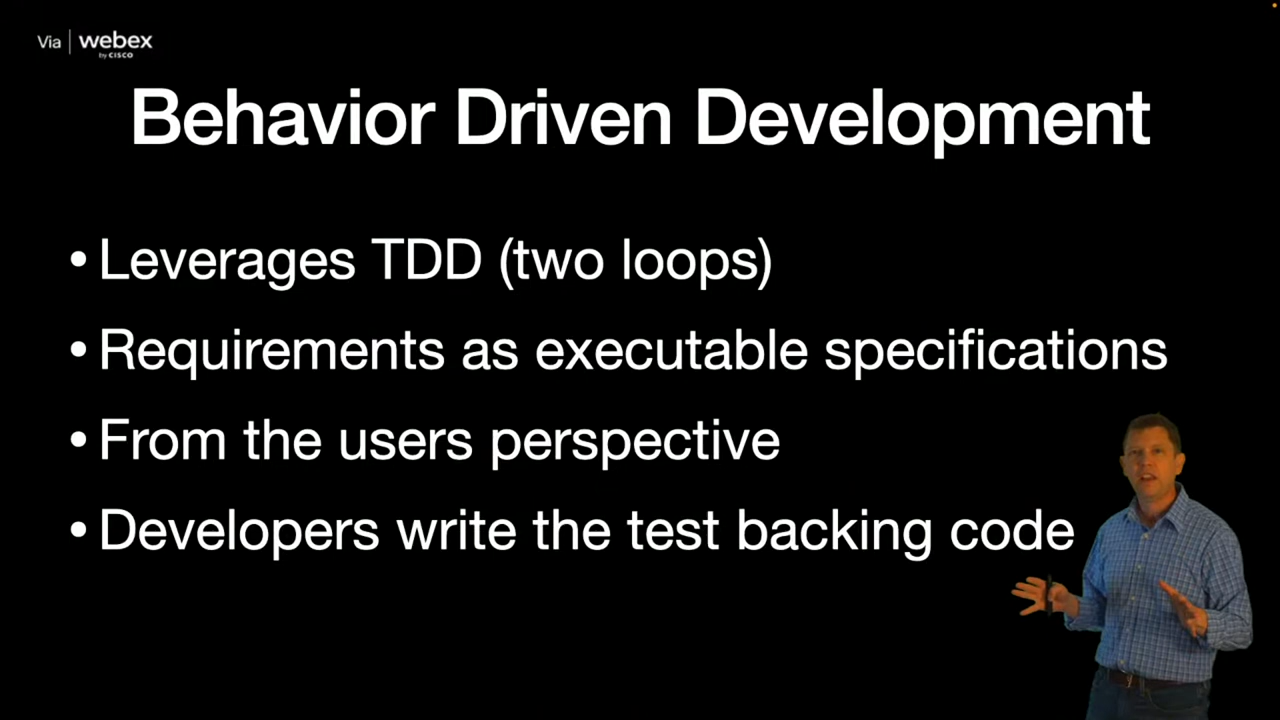 Via | webex
by CISCO
Behavior Driven Development
• Leverages TDD (two loops)
• Requirements as executable specifications
• From the users perspective
• Developers write the test backing code